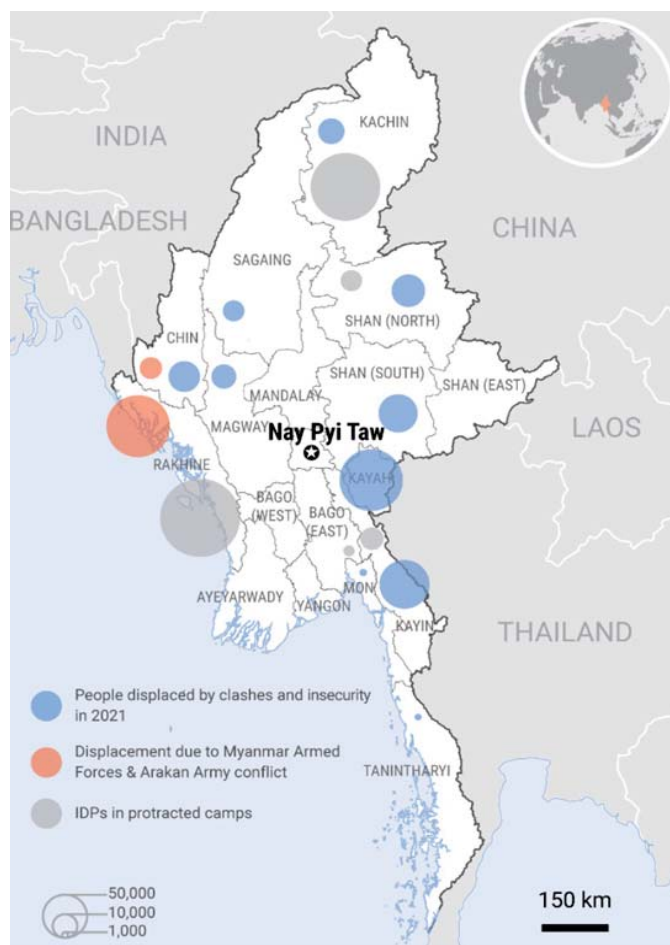 INDIA
KACHIN
BANGLADESH
CHINA
SAGAING
SHAN (NORTH)
CHIN
SHAN (SOUTH)
SHAN (EAST)
MANDALAY
MAGWAY
LAOS
Nay Pyi Taw
RAKHINE
KAYAH
BAGO
(WEST)
BAGO
(EAST)
AYEYARWADY
YANGON
MON
KAYIN
THAILAND
People displaced by clashes and insecurity
in 2021
Displacement due to Myanmar Armed
Forces & Arakan Army conflict
TANINTHARYI
IDPs in protracted camps
50,000
10,000
1,000
150 km